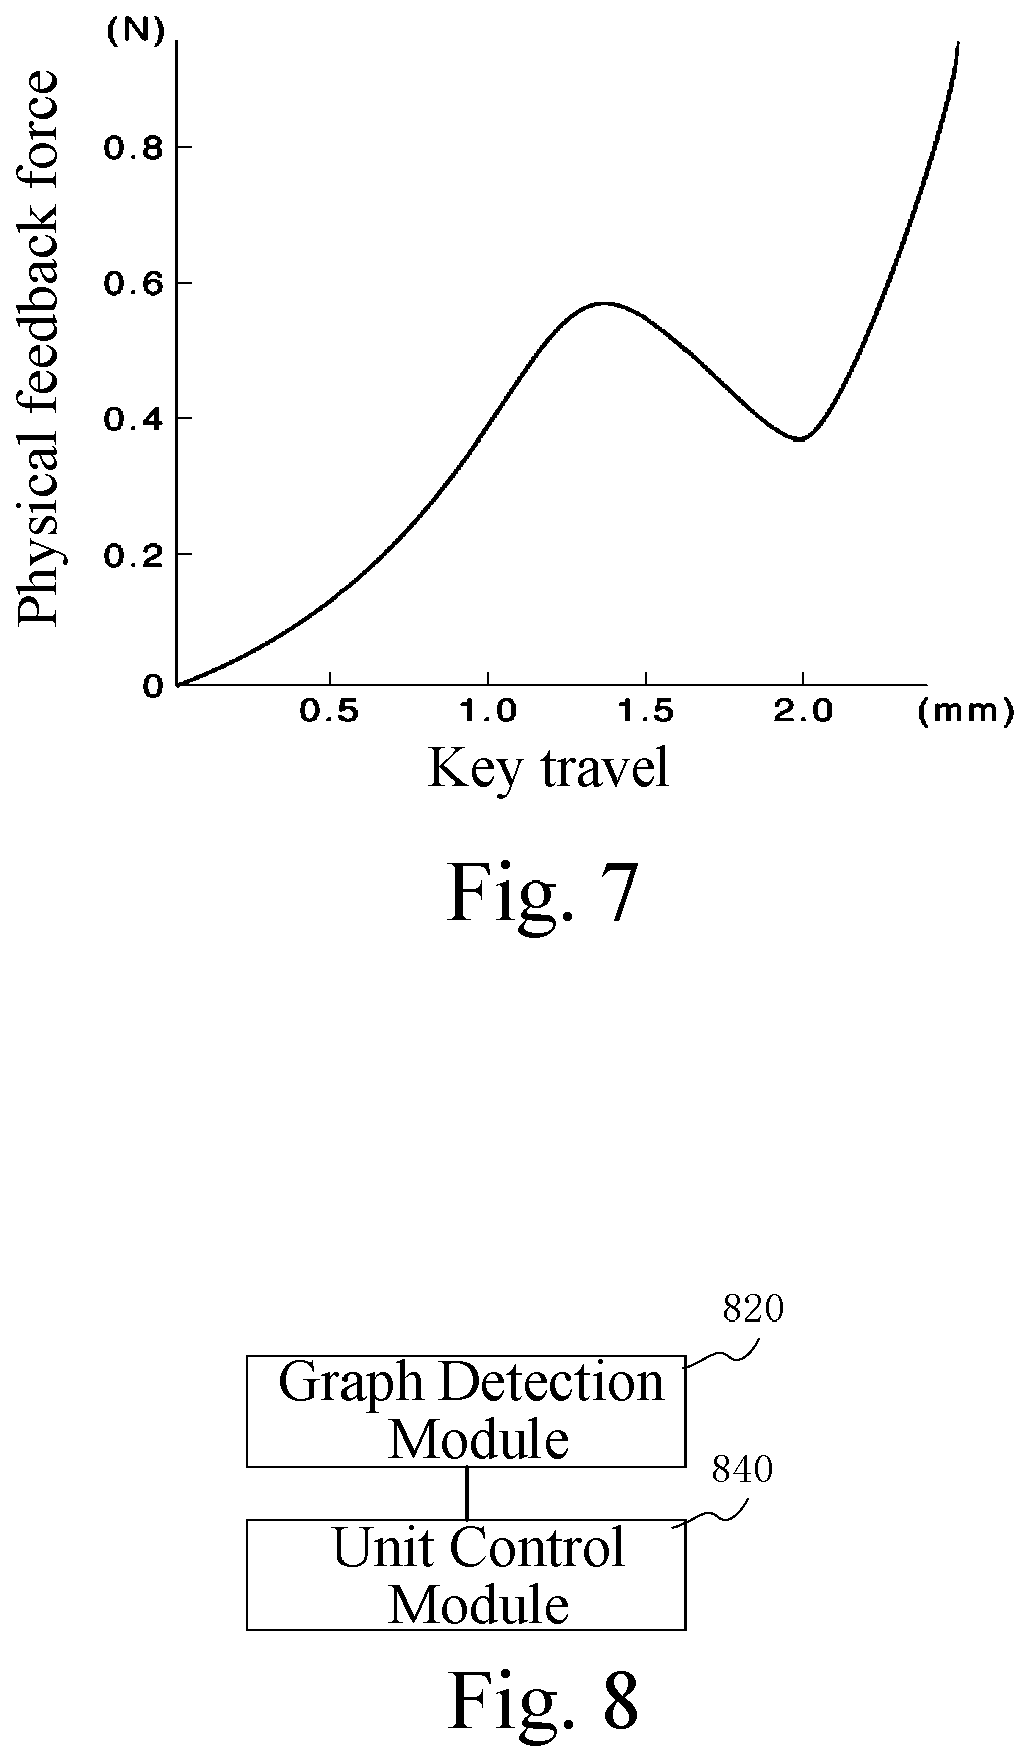 (N)
Physical feedback force
0.8
0.6
0.4
0.2
0
0.5 1.0 1.5 2.0 (mm)
Key travel
Fig. 7
820
Graph Detection
Module
840
Unit Control
Module
Fig. 8